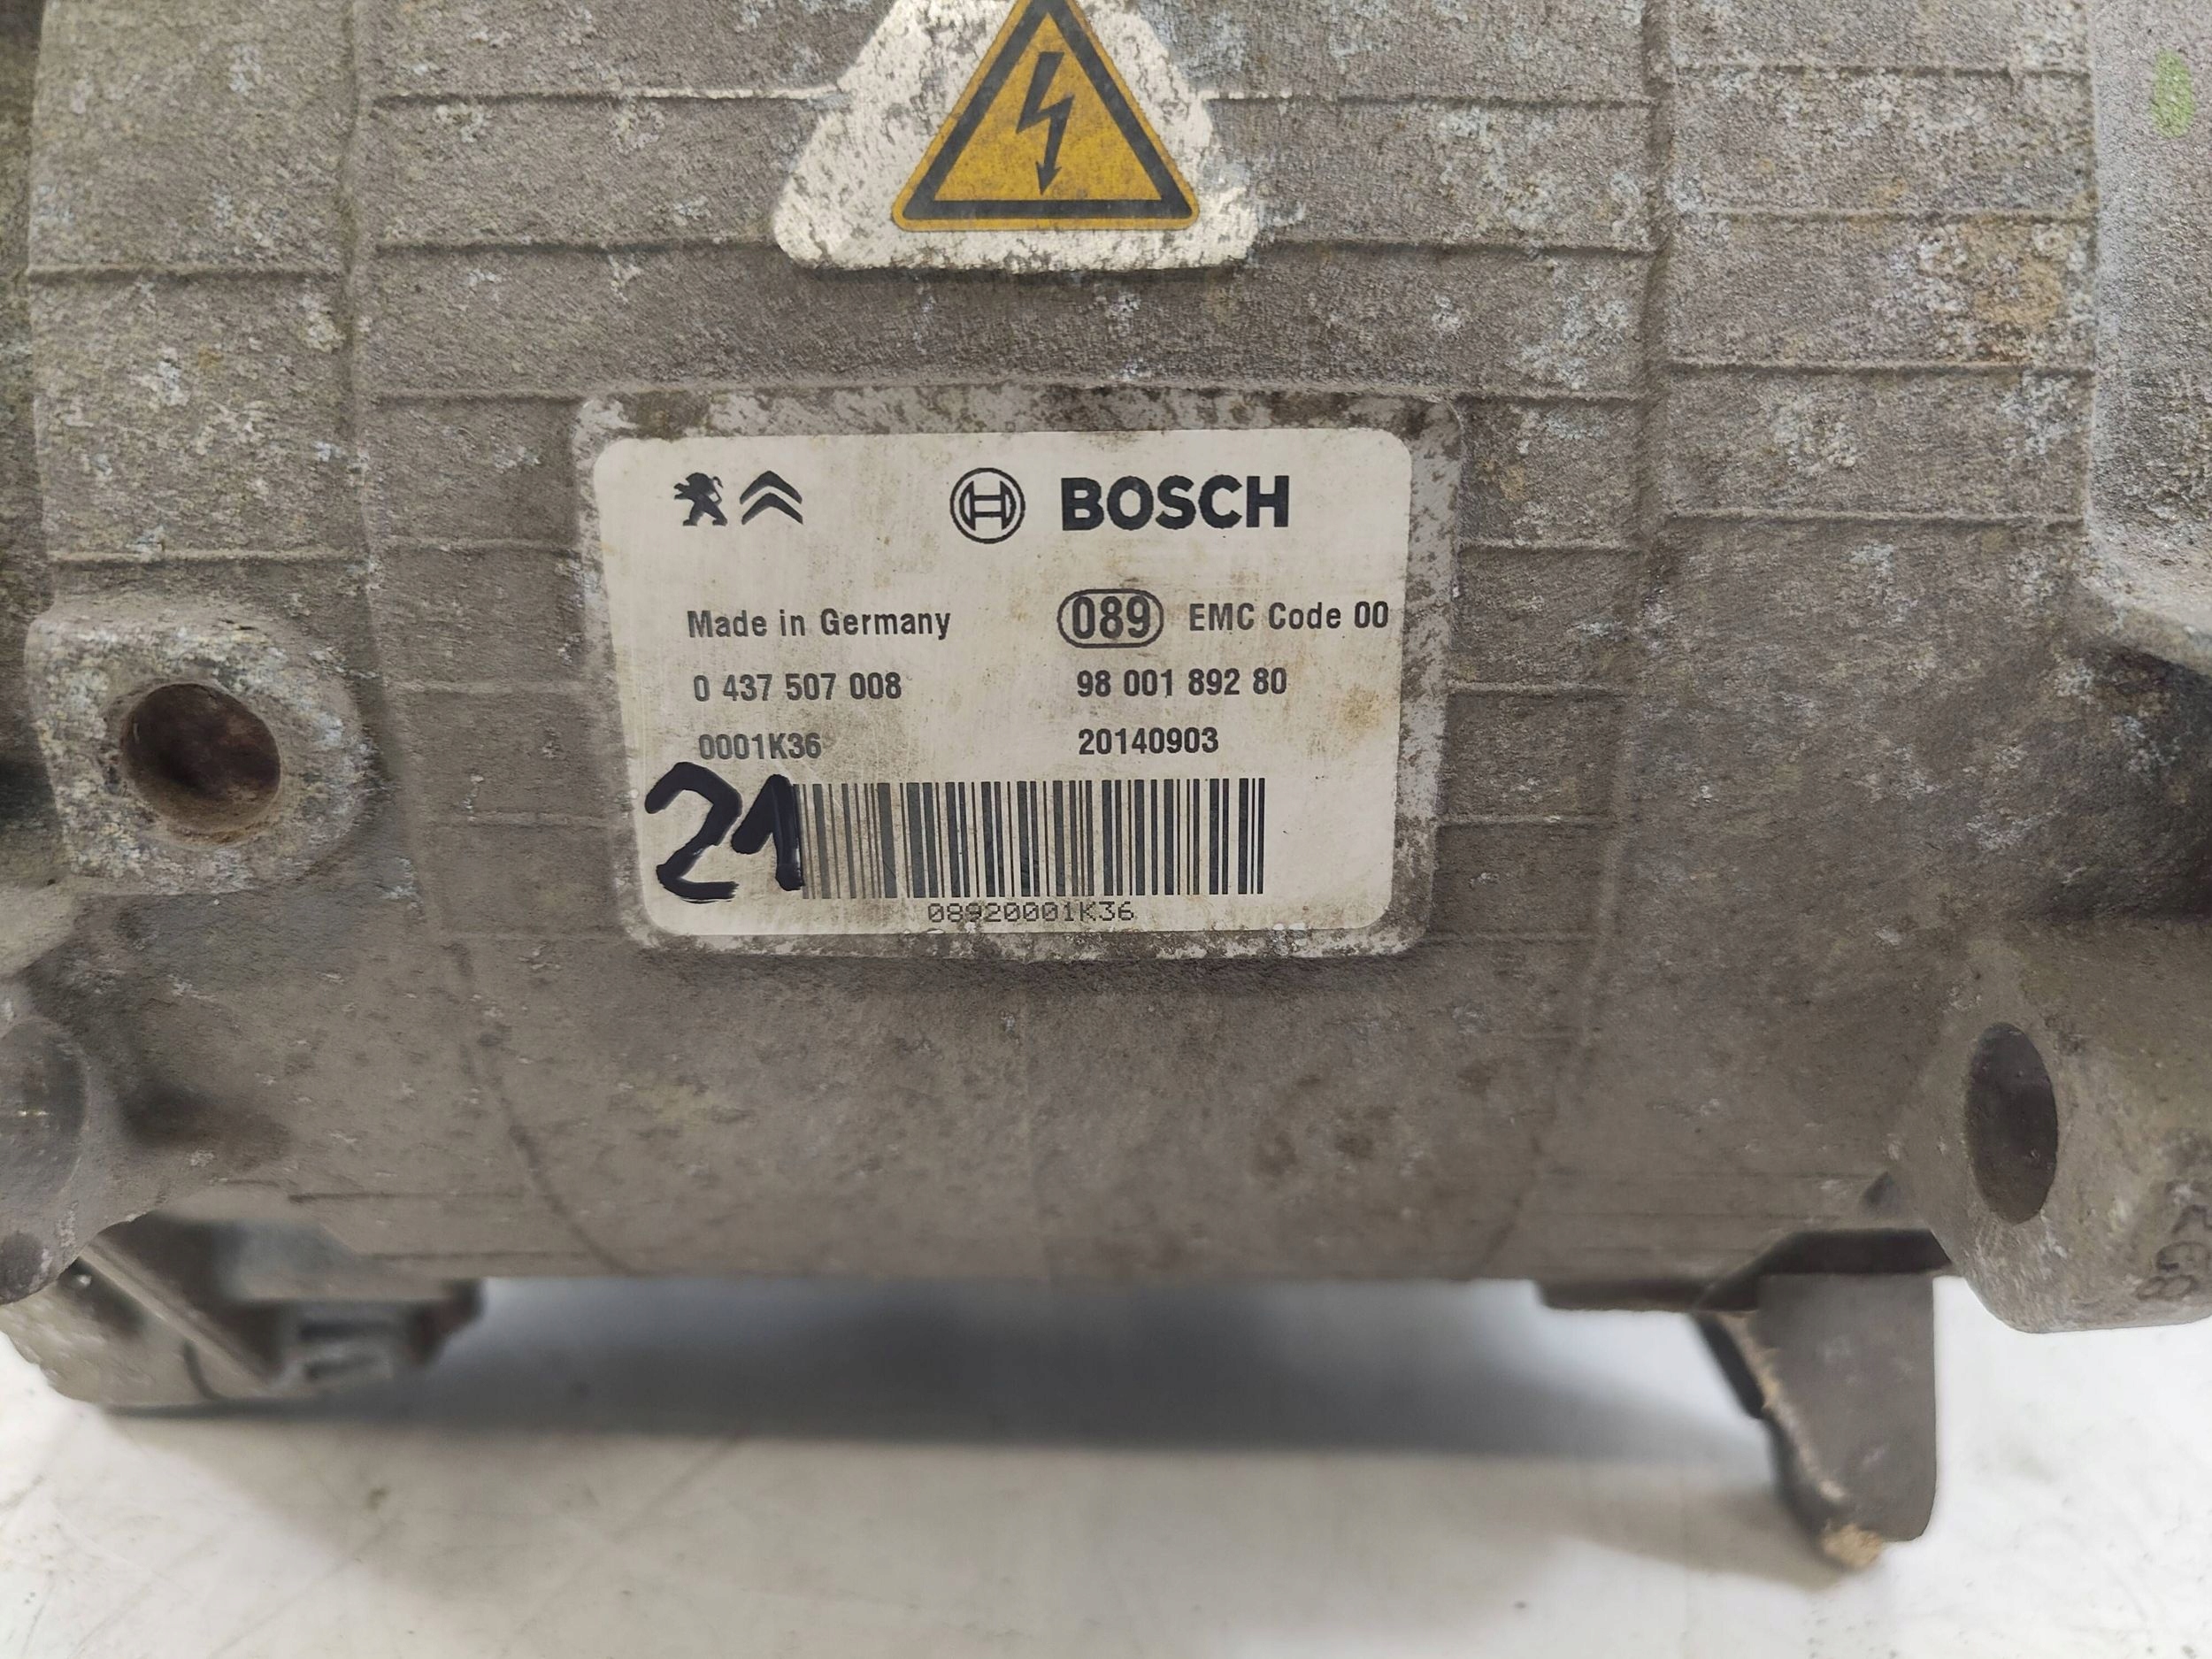 BOSCH
Made in Germany 089 EMC Code 00
0 437 507 008 98 001 892 80
0001K36 20140903
21
08920001K36